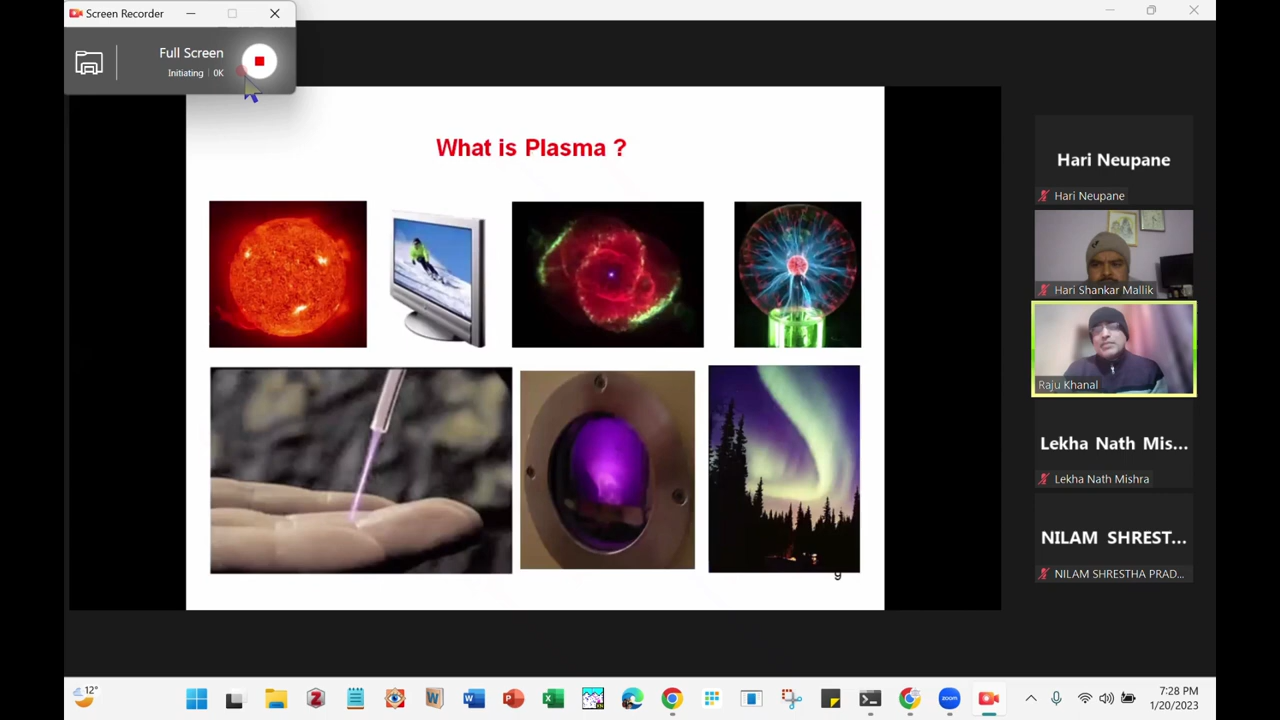 Screen Recorder
Full Screen
Initiating | 0K
What is Plasma ?
9
Hari Neupane
Hari Neupane
Hari Shankar Mallik
Raju Khanal
Lekha Nath Mis...
Lekha Nath Mishra
NILAM SHREST...
NILAM SHRESTHA PRAD...
12°
zoom
7:28 PM
1/20/2023